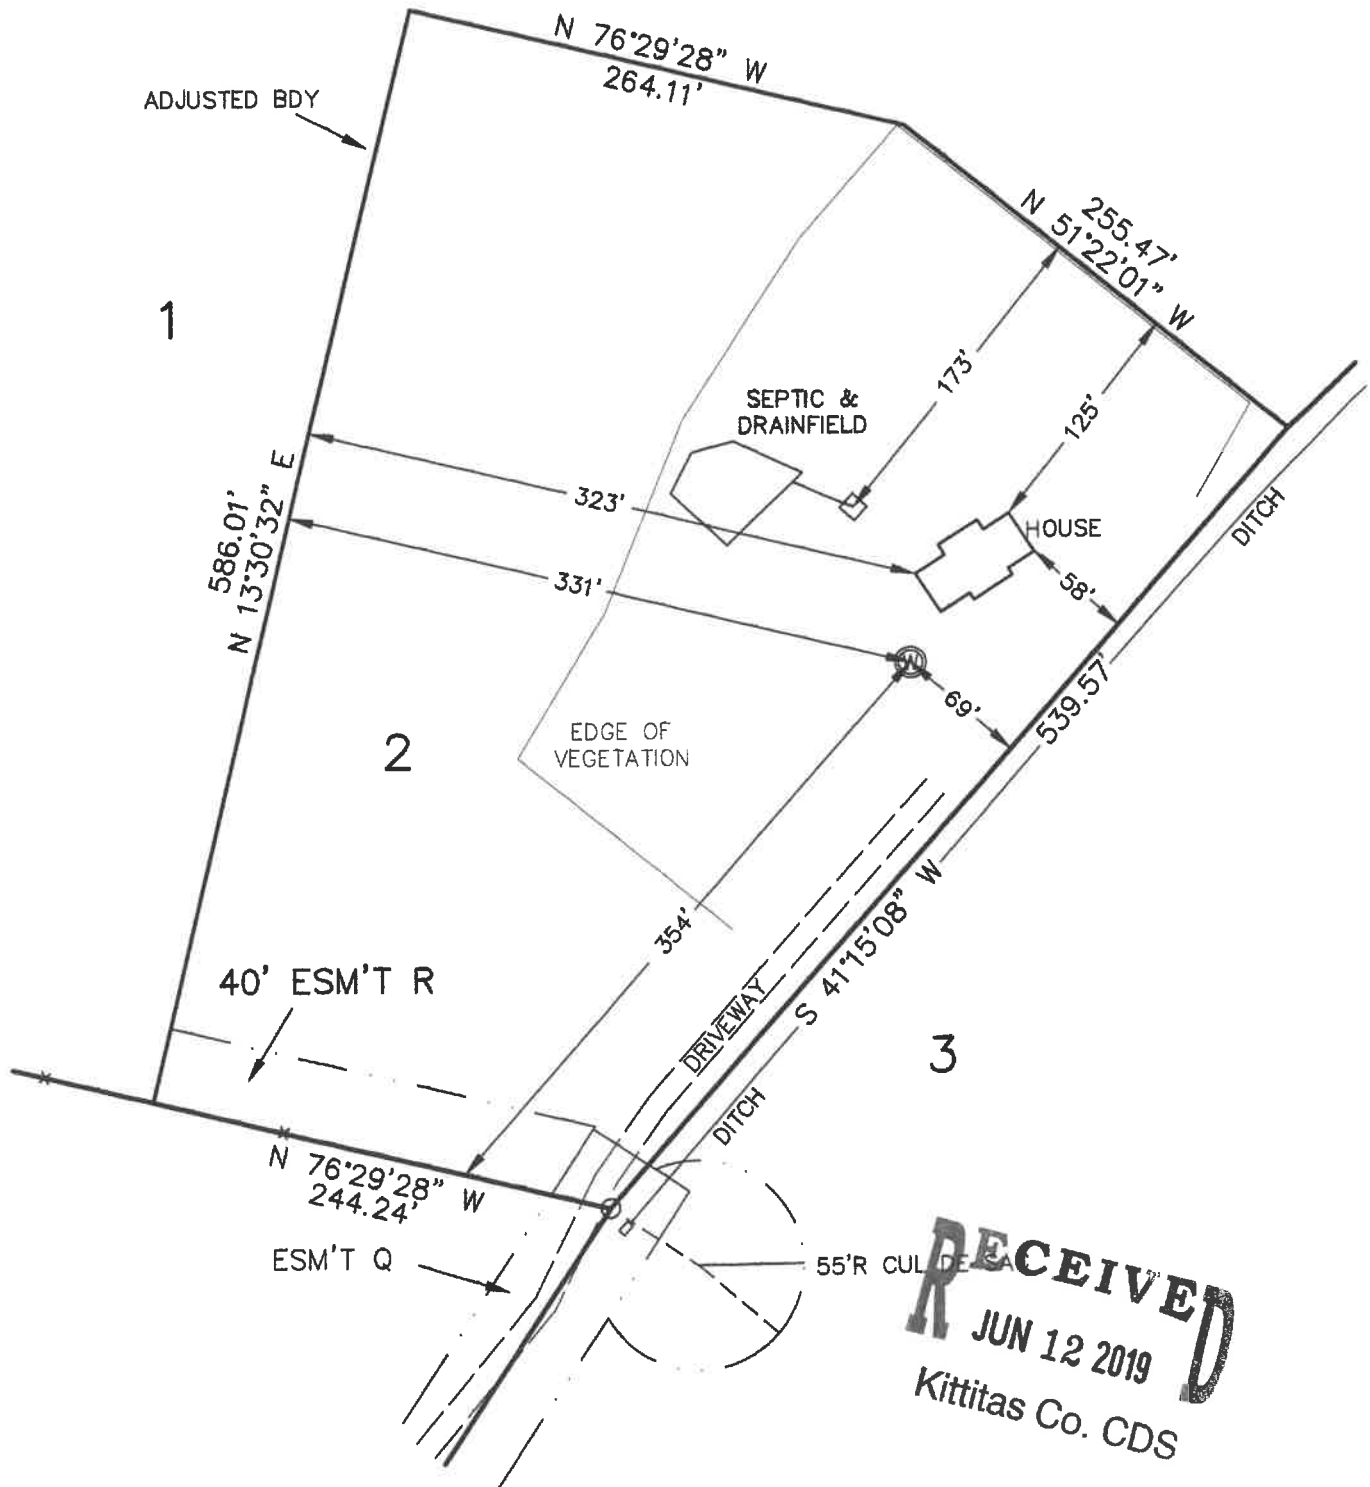 N 76°29'28" W
264.11'
ADJUSTED BDY
255.47'
N 51°22'01" W
1
173'
125'
SEPTIC &
DRAINFIELD
323'
HOUSE
DITCH
586.01'
N 13°30'32" E
331'
58'
W
69'
539.57'
EDGE OF
VEGETATION
2
354'
S 41°15'08" W
40' ESM'T R
DRIVEWAY
3
DITCH
N 76°29'28" W
244.24'
ESM'T Q
55'R CUL DE SA
RECEIVED
JUN 12 2019
Kittitas Co. CDS